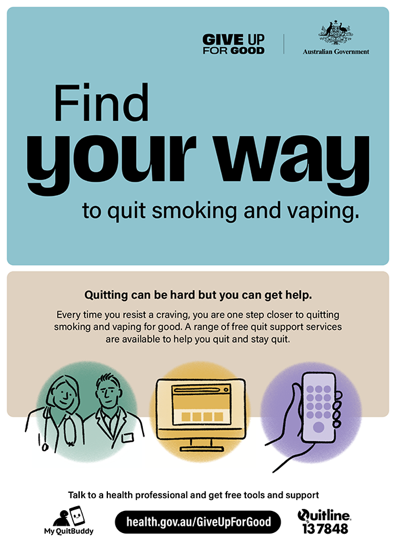 GIVE UP
FOR GOOD
Australian Government
Find
your way
to quit smoking and vaping.
Quitting can be hard but you can get help.
Every time you resist a craving, you are one step closer to quitting
smoking and vaping for good. A range of free quit support services
are available to help you quit and stay quit.
Talk to a health professional and get free tools and support
My QuitBuddy
health.gov.au/GiveUpForGood
Quitline
13 7848